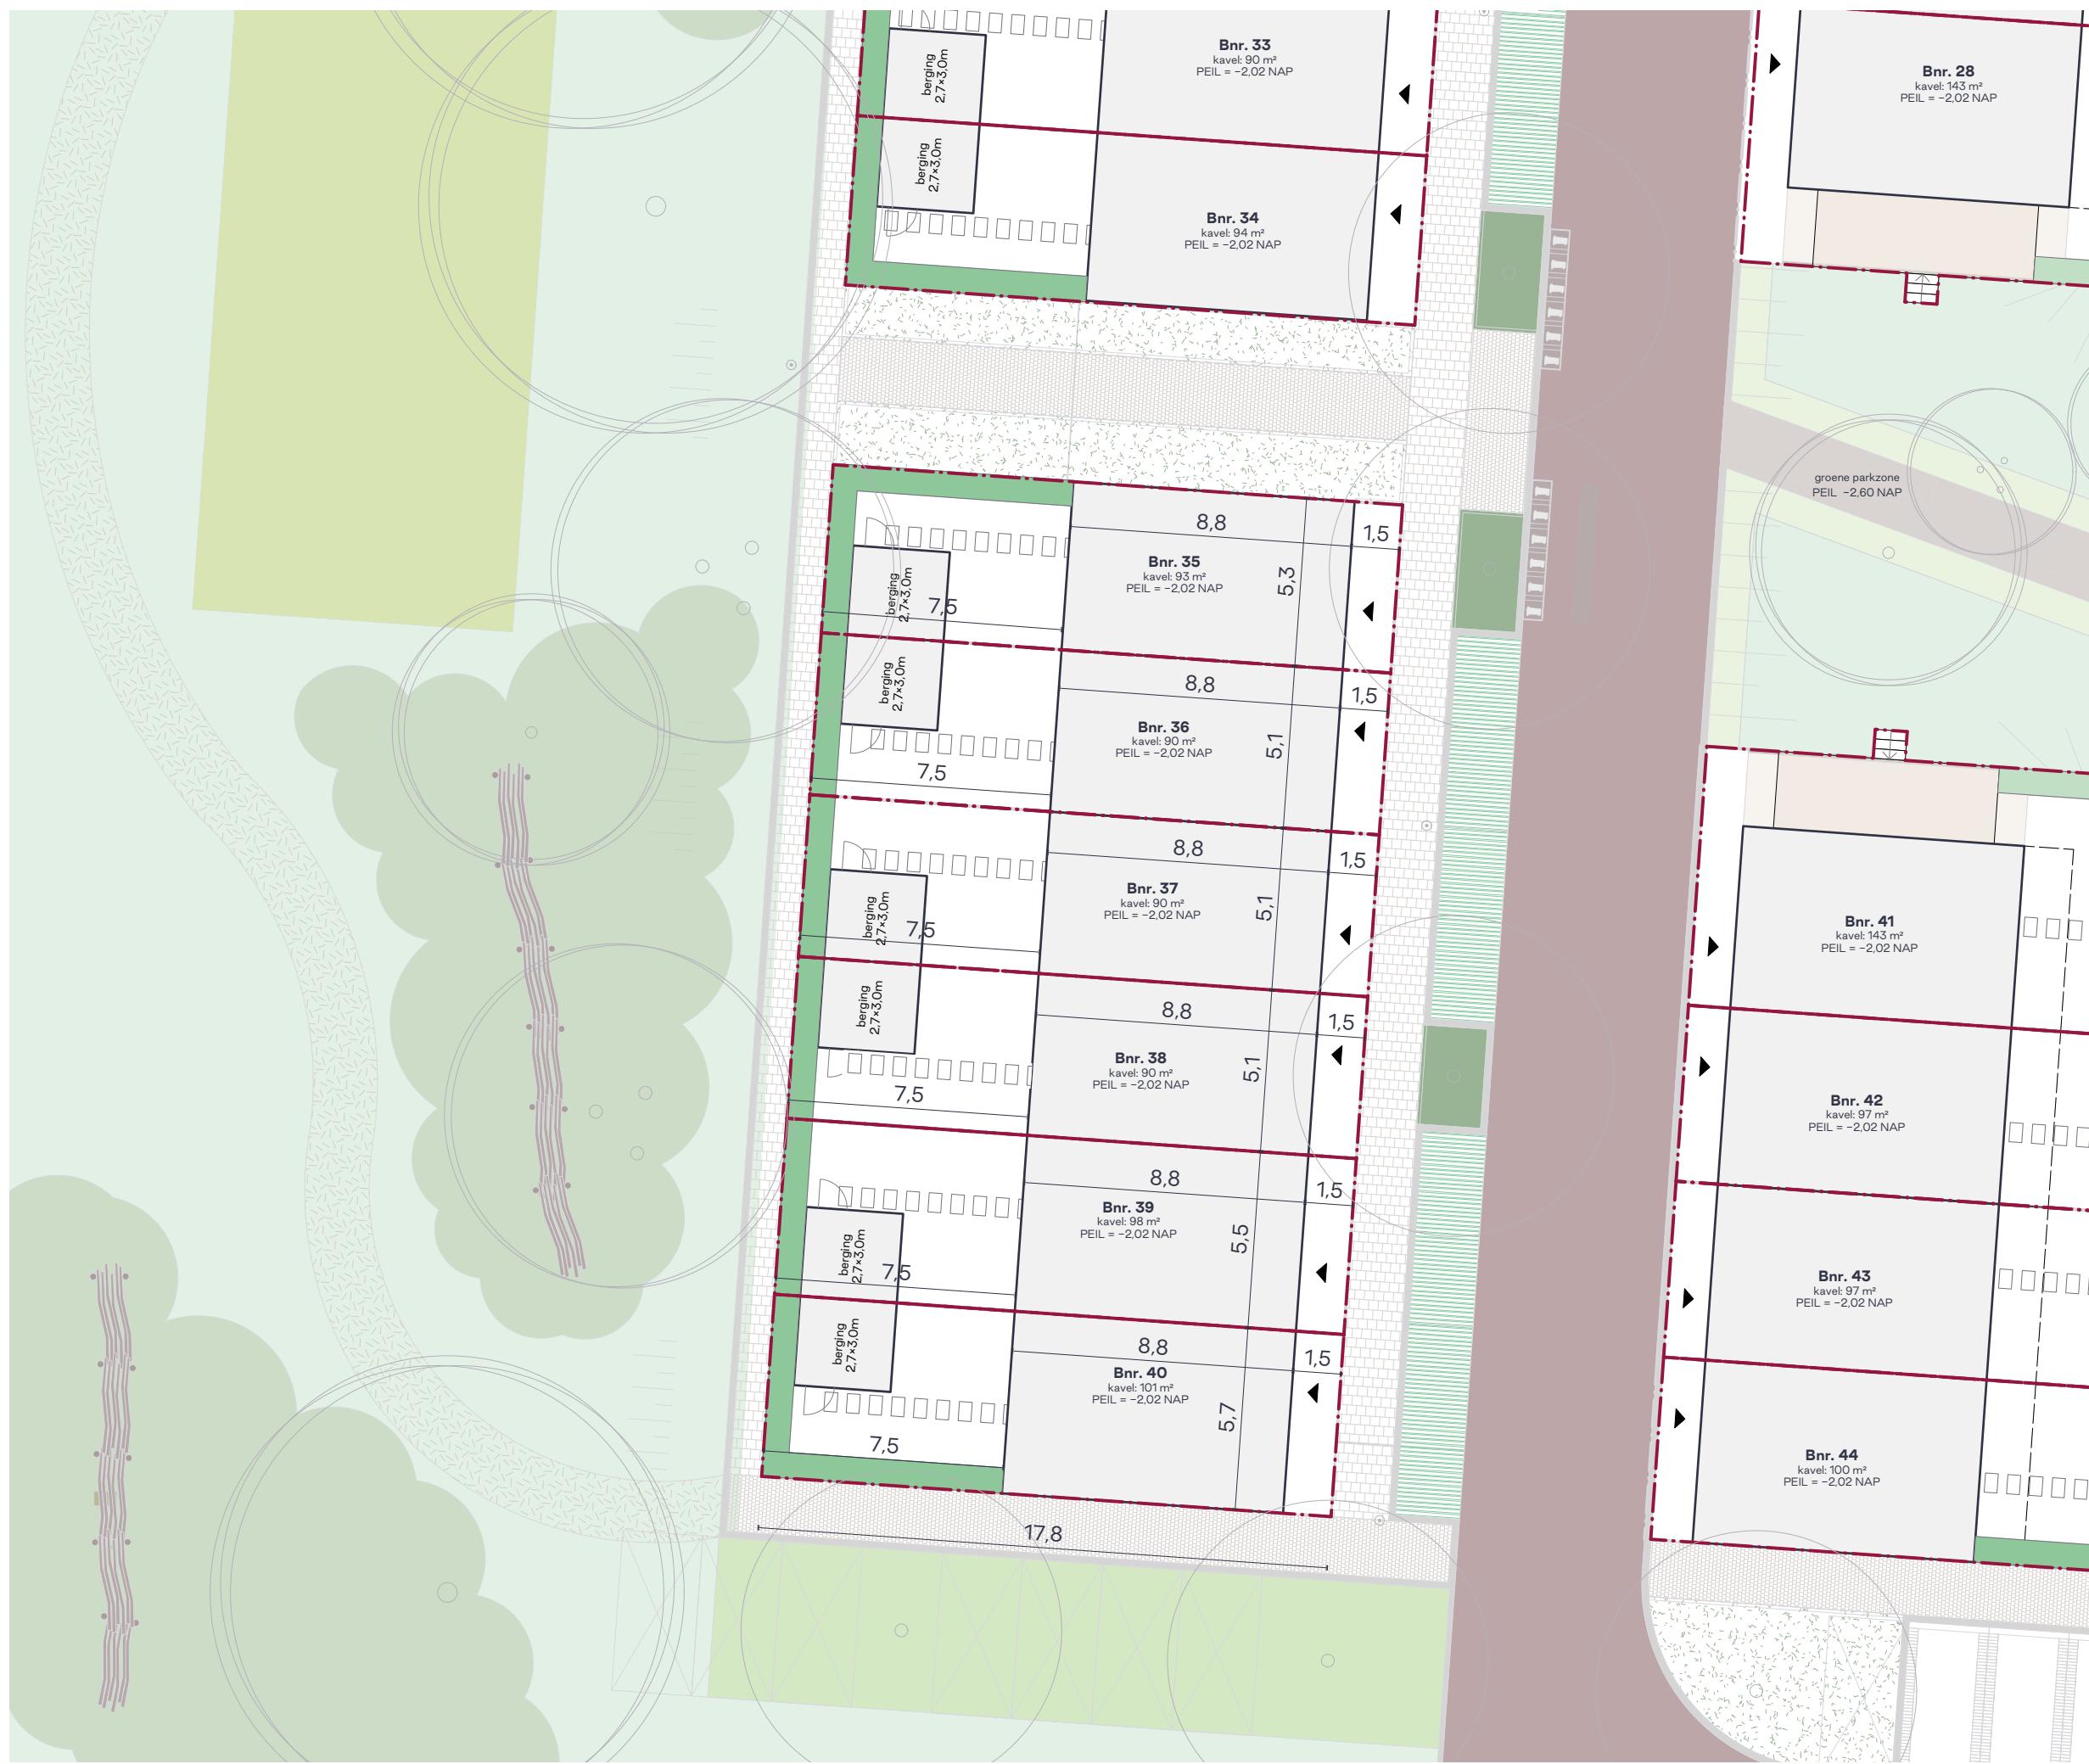 berging
2,7×3,0m
Bnr. 33
kavel: 90 m²
PEIL = −2,02 NAP
Bnr. 28
kavel: 143 m²
PEIL = −2,02 NAP
berging
2,7×3,0m
Bnr. 34
kavel: 94 m²
PEIL = −2,02 NAP
groene parkzone
PEIL −2,60 NAP
8,8
1,5
Bnr. 35
kavel: 93 m²
PEIL = −2,02 NAP
5,3
berging
2,7×3,0m
7,5
berging
2,7×3,0m
8,8
1,5
Bnr. 36
kavel: 90 m²
PEIL = −2,02 NAP
5,1
7,5
8,8
1,5
Bnr. 37
kavel: 90 m²
PEIL = −2,02 NAP
5,1
berging
2,7×3,0m
7,5
Bnr. 41
kavel: 143 m²
PEIL = −2,02 NAP
berging
2,7×3,0m
8,8
1,5
Bnr. 38
kavel: 90 m²
PEIL = −2,02 NAP
5,1
7,5
Bnr. 42
kavel: 97 m²
PEIL = −2,02 NAP
8,8
1,5
Bnr. 39
kavel: 98 m²
PEIL = −2,02 NAP
5,5
berging
2,7×3,0m
7,5
Bnr. 43
kavel: 97 m²
PEIL = −2,02 NAP
berging
2,7×3,0m
8,8
1,5
Bnr. 40
kavel: 101 m²
PEIL = −2,02 NAP
5,7
7,5
Bnr. 44
kavel: 100 m²
PEIL = −2,02 NAP
17,8